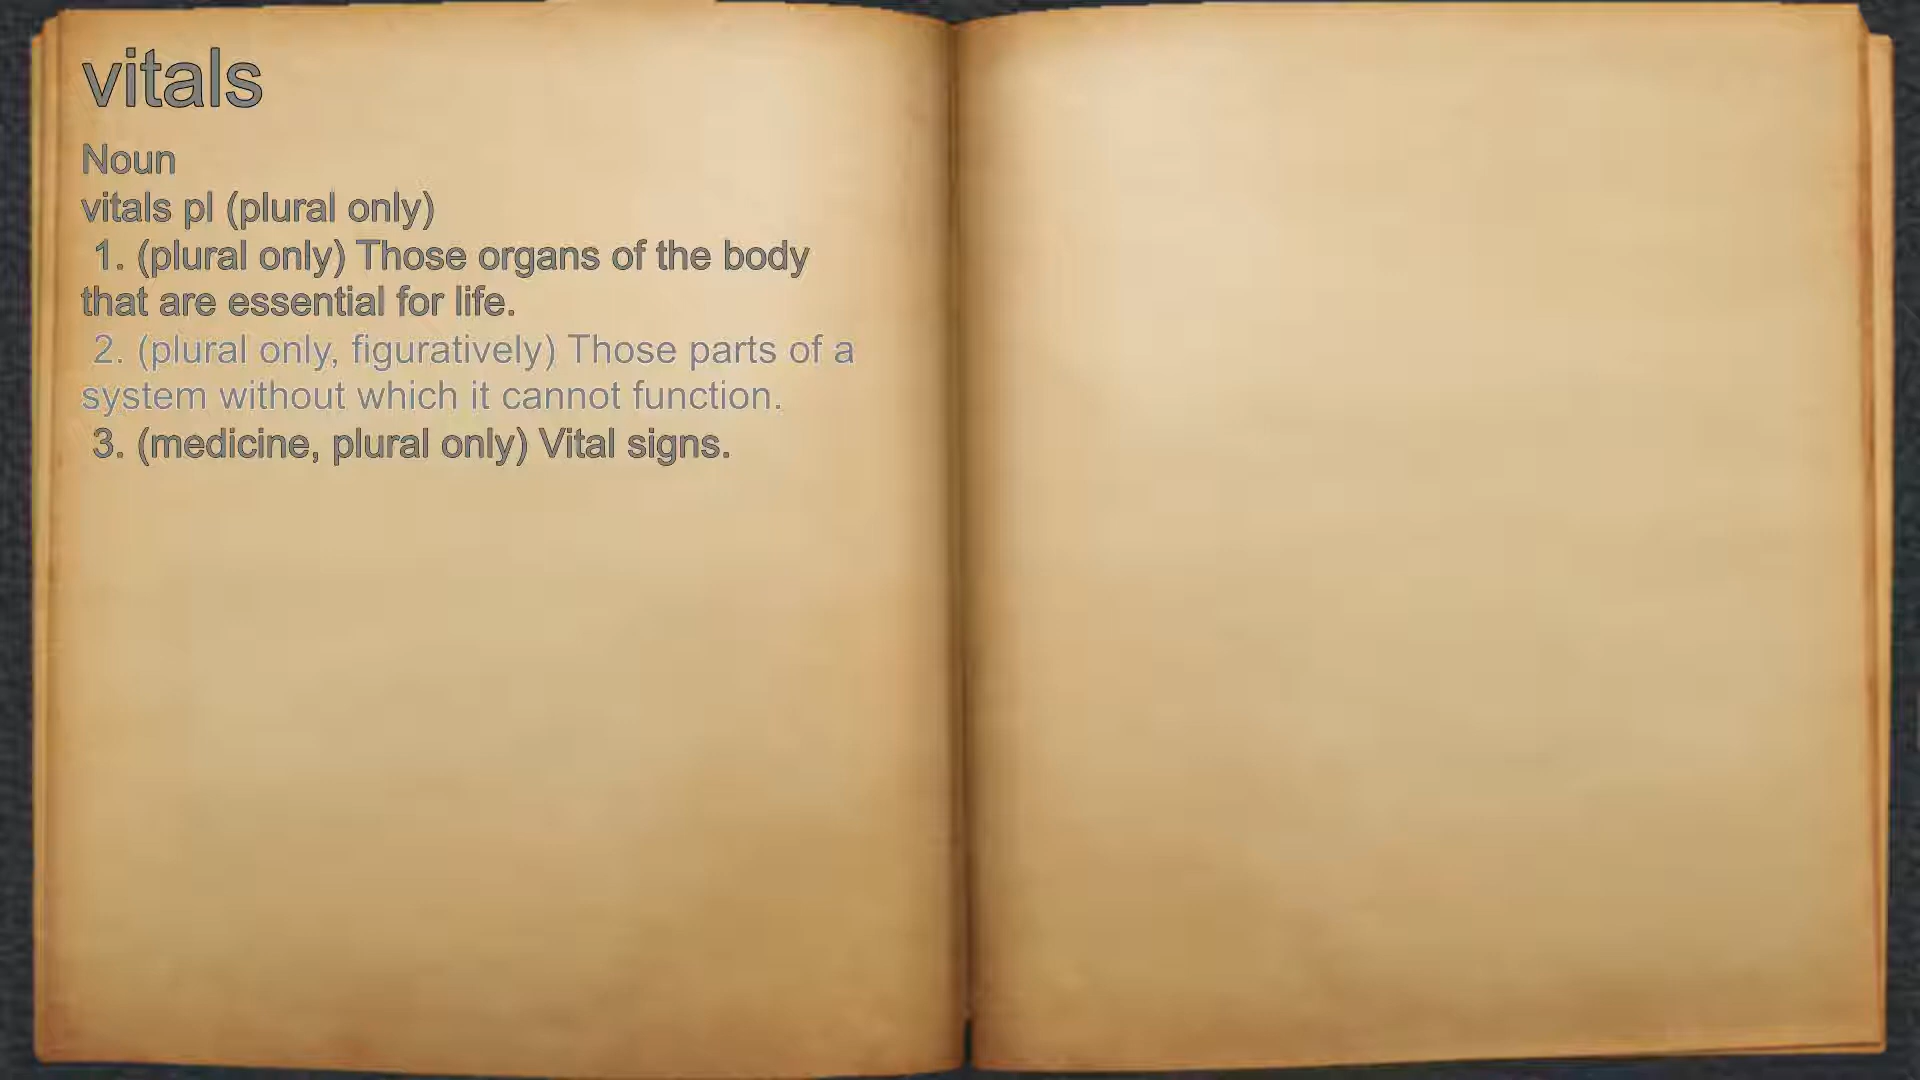 vitals
Noun
vitals pl (plural only)
1. (plural only) Those organs of the body
that are essential for life.
2. (plural only, figuratively) Those parts of a
system without which it cannot function.
3. (medicine, plural only) Vital signs.